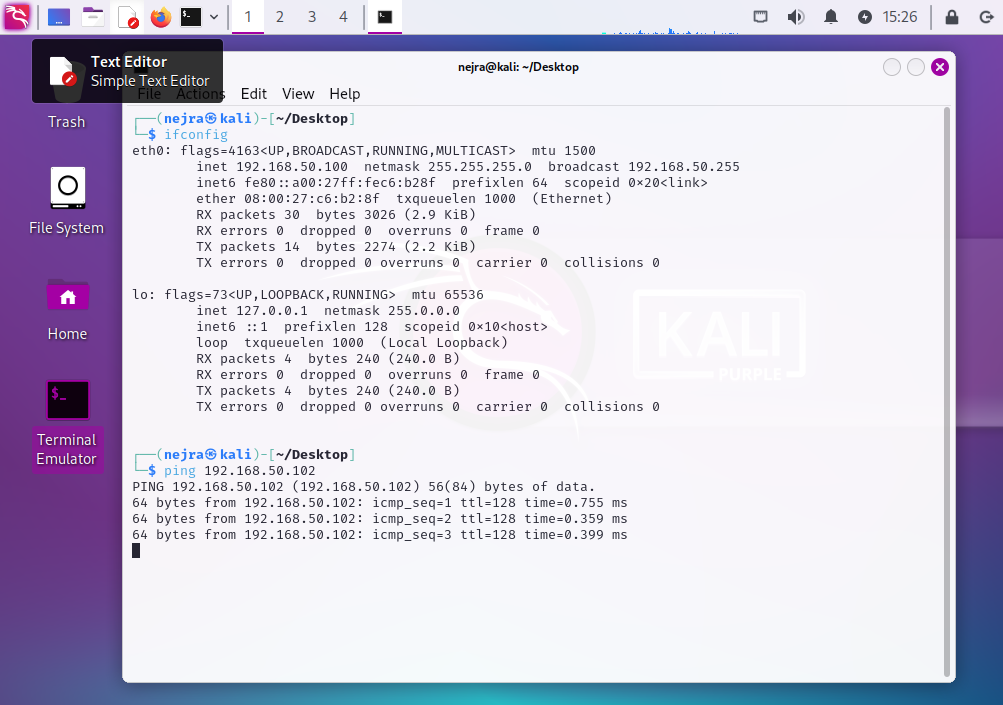 1 2 3 4 15:26
Text Editor
Simple Text Editor
nejra@kali: ~/Desktop
File Actions Edit View Help
Trash
File System
Home
$_
Terminal
Emulator
┌──(nejra㉿kali)-[~/Desktop]
└─$ ifconfig
eth0: flags=4163<UP,BROADCAST,RUNNING,MULTICAST>  mtu 1500
        inet 192.168.50.100  netmask 255.255.255.0  broadcast 192.168.50.255
        inet6 fe80::a00:27ff:fec6:b28f  prefixlen 64  scopeid 0×20<link>
        ether 08:00:27:c6:b2:8f  txqueuelen 1000  (Ethernet)
        RX packets 30  bytes 3026 (2.9 KiB)
        RX errors 0  dropped 0  overruns 0  frame 0
        TX packets 14  bytes 2274 (2.2 KiB)
        TX errors 0  dropped 0 overruns 0  carrier 0  collisions 0
lo: flags=73<UP,LOOPBACK,RUNNING>  mtu 65536
        inet 127.0.0.1  netmask 255.0.0.0
        inet6 ::1  prefixlen 128  scopeid 0×10<host>
        loop  txqueuelen 1000  (Local Loopback)
        RX packets 4  bytes 240 (240.0 B)
        RX errors 0  dropped 0  overruns 0  frame 0
        TX packets 4  bytes 240 (240.0 B)
        TX errors 0  dropped 0 overruns 0  carrier 0  collisions 0
┌──(nejra㉿kali)-[~/Desktop]
└─$ ping 192.168.50.102
PING 192.168.50.102 (192.168.50.102) 56(84) bytes of data.
64 bytes from 192.168.50.102: icmp_seq=1 ttl=128 time=0.755 ms
64 bytes from 192.168.50.102: icmp_seq=2 ttl=128 time=0.359 ms
64 bytes from 192.168.50.102: icmp_seq=3 ttl=128 time=0.399 ms
KALI
PURPLE